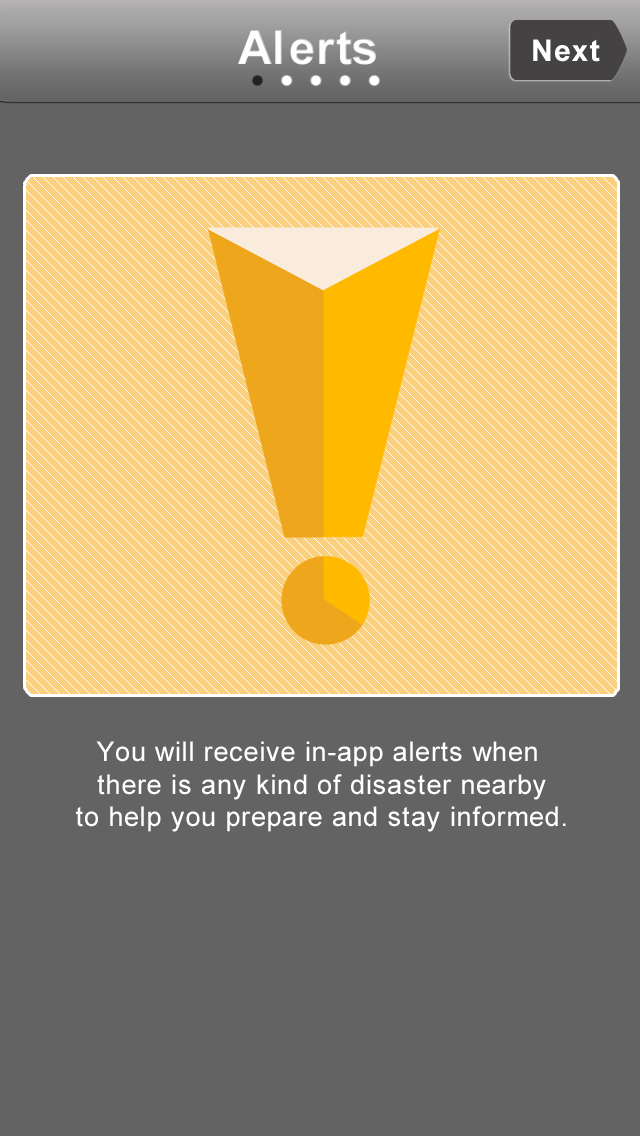 Alerts
Next
You will receive in-app alerts when
there is any kind of disaster nearby
to help you prepare and stay informed.